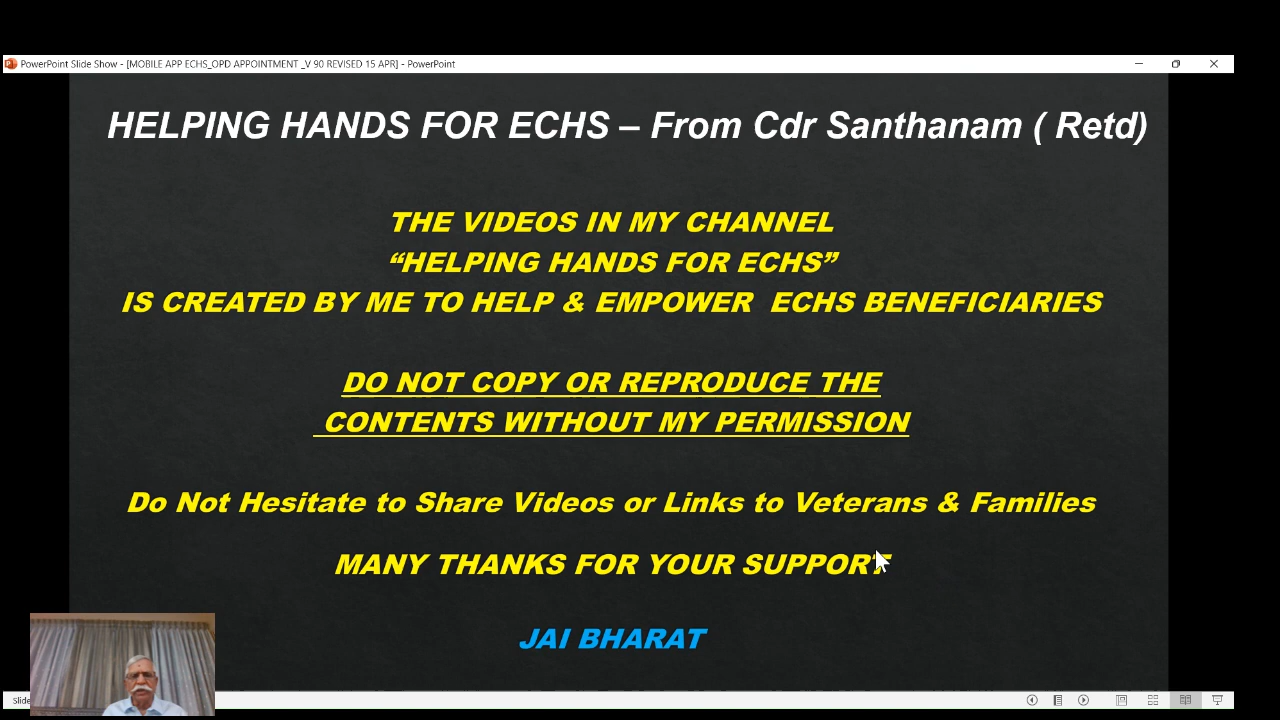 PowerPoint Slide Show - [MOBILE APP ECHS_OPD APPOINTMENT _V 90 REVISED 15 APR] - PowerPoint
HELPING HANDS FOR ECHS – From Cdr Santhanam ( Retd)
THE VIDEOS IN MY CHANNEL
“HELPING HANDS FOR ECHS”
IS CREATED BY ME TO HELP & EMPOWER ECHS BENEFICIARIES
DO NOT COPY OR REPRODUCE THE
CONTENTS WITHOUT MY PERMISSION
Do Not Hesitate to Share Videos or Links to Veterans & Families
MANY THANKS FOR YOUR SUPPORT
JAI BHARAT